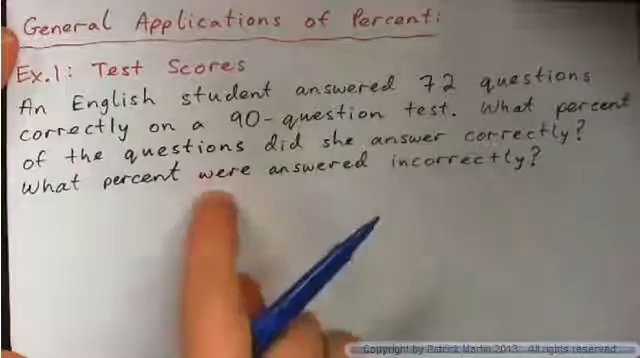 General Applications of Percent:
Ex.1: Test Scores
An English student answered 72 questions
correctly on a 90-question test. What percent
of the questions did she answer correctly?
What percent were answered incorrectly?
Copyright by Patrick Martin 2013. All rights reserved.